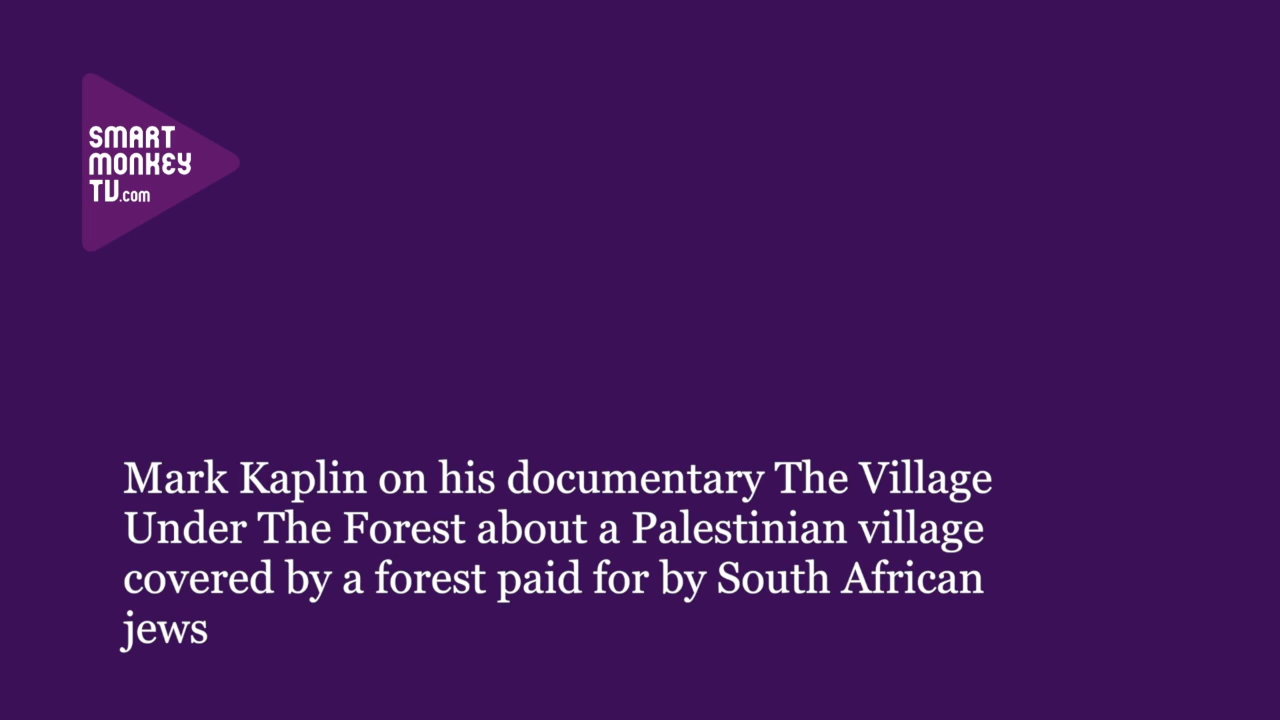 SMART
MONKEY
TV.com
Mark Kaplin on his documentary The Village
Under The Forest about a Palestinian village
covered by a forest paid for by South African
jews